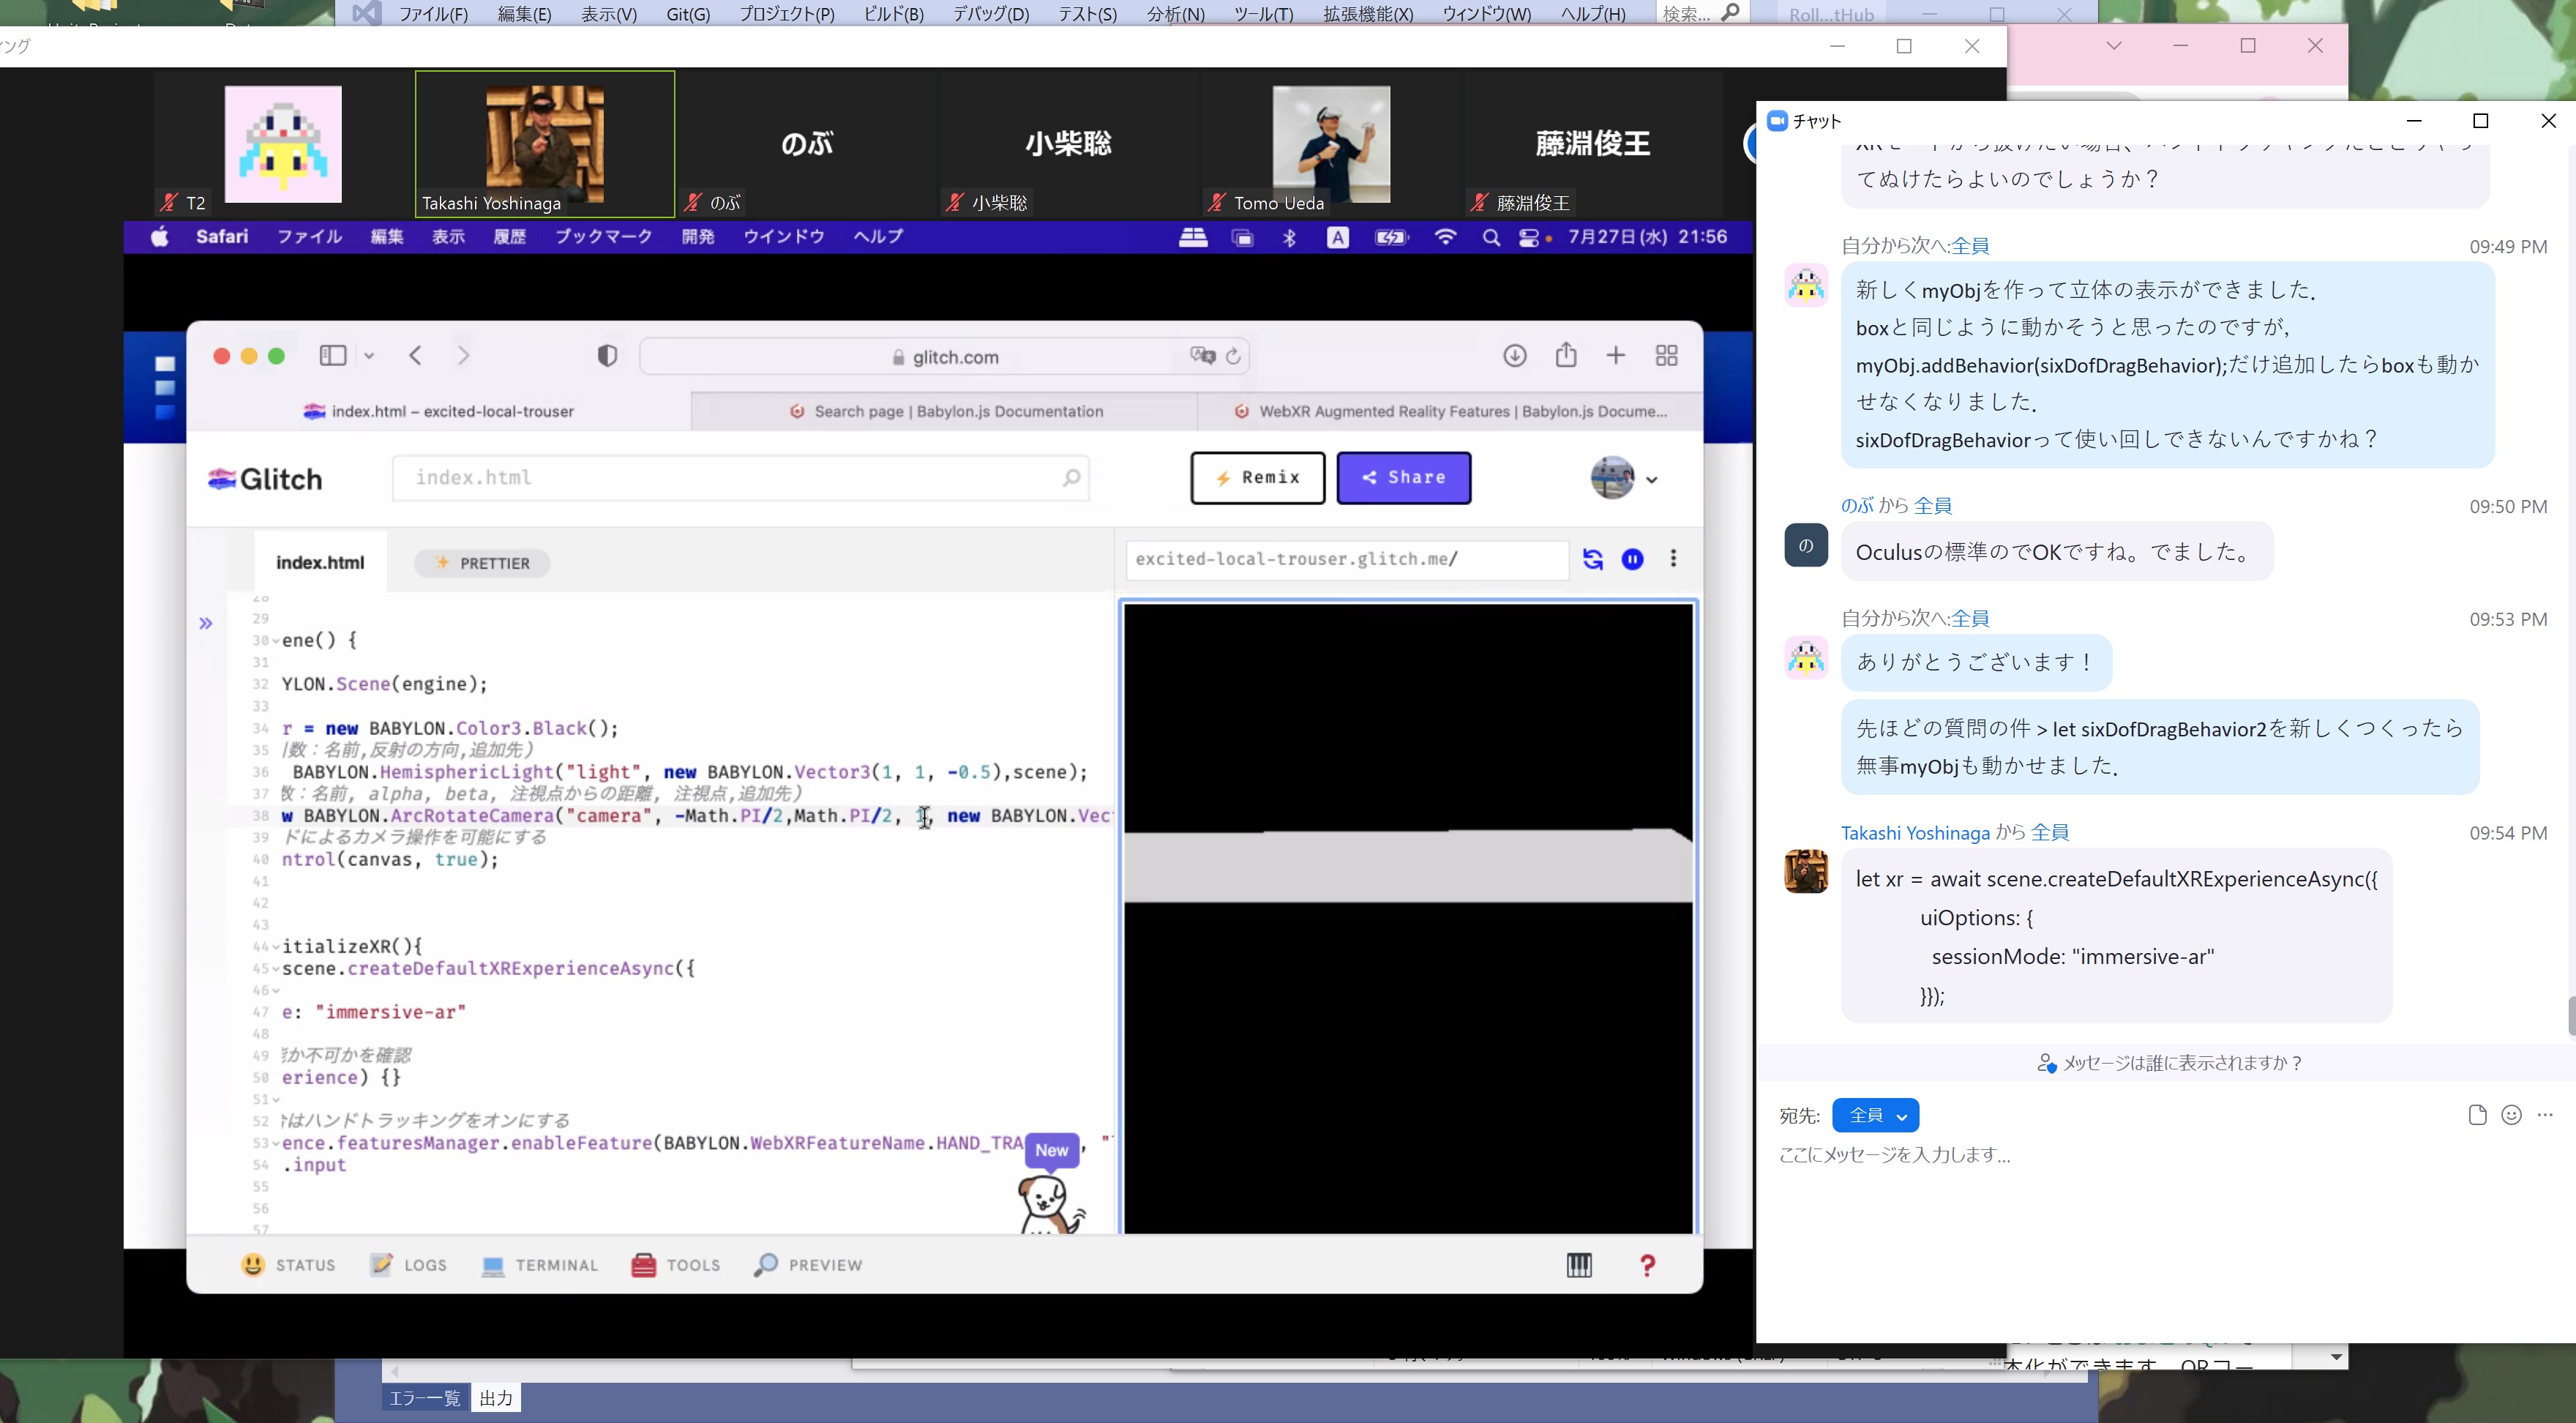 ファイル(F) 編集(E) 表示(V) Git(G) プロジェクト(P) ビルド(B) デバッグ(D) テスト(S) 分析(N) ツール(T) 拡張機能(X) ウィンドウ(W) ヘルプ(H) 検索... Roll...tHub
ィング
のぶ 小柴聡 藤淵俊王
T2 Takashi Yoshinaga のぶ 小柴聡 Tomo Ueda 藤淵俊王
Safari ファイル 編集 表示 履歴 ブックマーク 開発 ウインドウ ヘルプ A 7月27日(水) 21:56
glitch.com
index.html – excited-local-trouser Search page | Babylon.js Documentation WebXR Augmented Reality Features | Babylon.js Docume...
Glitch index.html Remix Share
index.html PRETTIER excited-local-trouser.glitch.me/
28
29
30 ene() {
31
32 YLON.Scene(engine);
33
34 r = new BABYLON.Color3.Black();
35 数：名前,反射の方向,追加先)
36 BABYLON.HemisphericLight("light", new BABYLON.Vector3(1, 1, -0.5),scene);
37 数：名前, alpha, beta, 注視点からの距離, 注視点,追加先)
38 w BABYLON.ArcRotateCamera("camera", -Math.PI/2,Math.PI/2, 1, new BABYLON.Vec
39 ドによるカメラ操作を可能にする
40 ntrol(canvas, true);
41
42
43
44 itializeXR(){
45 scene.createDefaultXRExperienceAsync({
46
47 e: "immersive-ar"
48
49 か不可かを確認
50 erience) {}
51
52 はハンドトラッキングをオンにする
53 ence.featuresManager.enableFeature(BABYLON.WebXRFeatureName.HAND_TRA , "
54 .input
55
56
57
New
STATUS LOGS TERMINAL TOOLS PREVIEW ?
チャット
てぬけたらよいのでしょうか？
自分から次へ:全員 09:49 PM
新しくmyObjを作って立体の表示ができました.
boxと同じように動かそうと思ったのですが,
myObj.addBehavior(sixDofDragBehavior);だけ追加したらboxも動か
せなくなりました.
sixDofDragBehaviorって使い回しできないんですかね？
のぶ から 全員 09:50 PM
の
Oculusの標準のでOKですね。でました。
自分から次へ:全員 09:53 PM
ありがとうございます！
先ほどの質問の件 > let sixDofDragBehavior2を新しくつくったら
無事myObjも動かせました.
Takashi Yoshinaga から 全員 09:54 PM
let xr = await scene.createDefaultXRExperienceAsync({
uiOptions: {
sessionMode: "immersive-ar"
}});
メッセージは誰に表示されますか？
宛先: 全員
ここにメッセージを入力します...
エラー一覧 出力